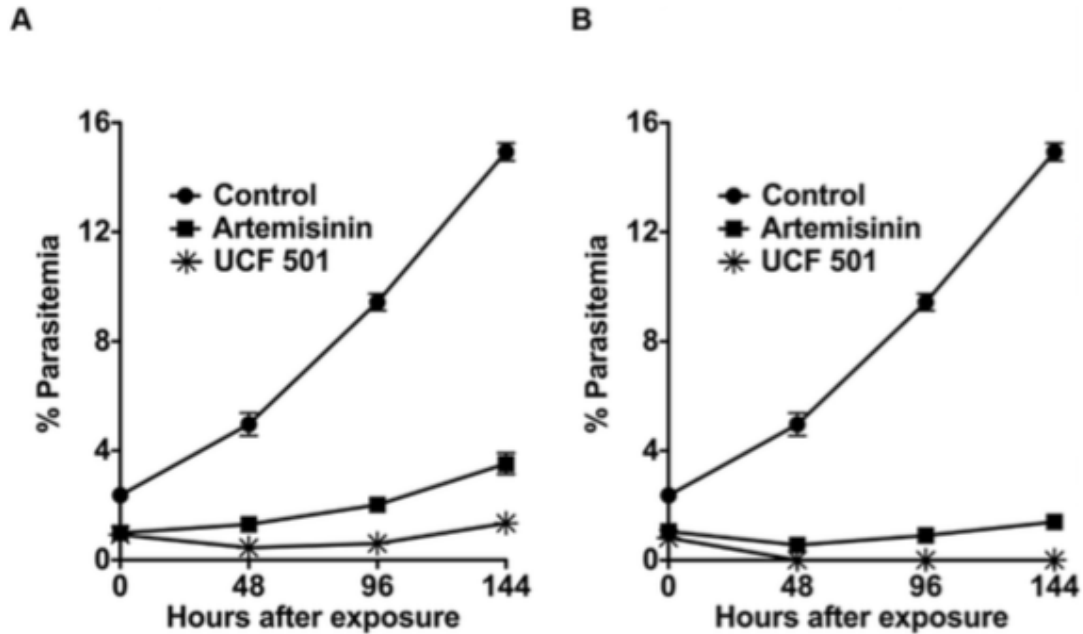 A
16
12
8
4
0
% Parasitemia
Control
Artemisinin
UCF 501
0 48 96 144
Hours after exposure
B
16
12
8
4
0
% Parasitemia
Control
Artemisinin
UCF 501
0 48 96 144
Hours after exposure